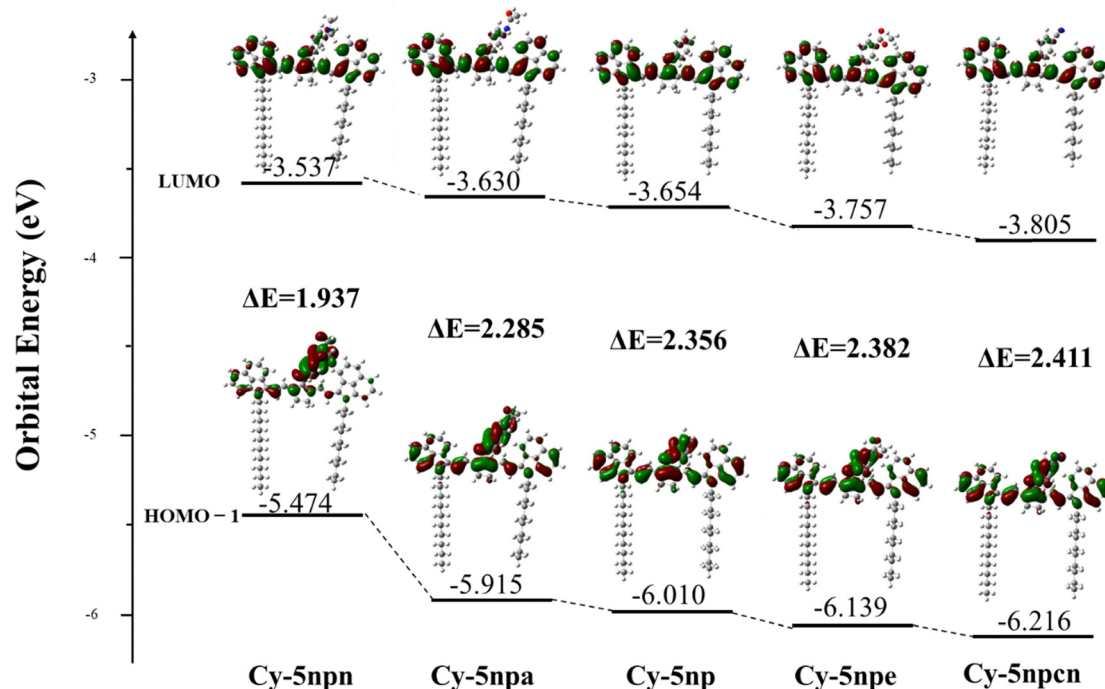 Orbital Energy (eV)
-3
-4
-5
-6
LUMO
-3.537
-3.630
-3.654
-3.757
-3.805
ΔE=1.937
ΔE=2.285
ΔE=2.356
ΔE=2.382
ΔE=2.411
HOMO－1
-5.474
-5.915
-6.010
-6.139
-6.216
Cy-5npn
Cy-5npa
Cy-5np
Cy-5npe
Cy-5npcn